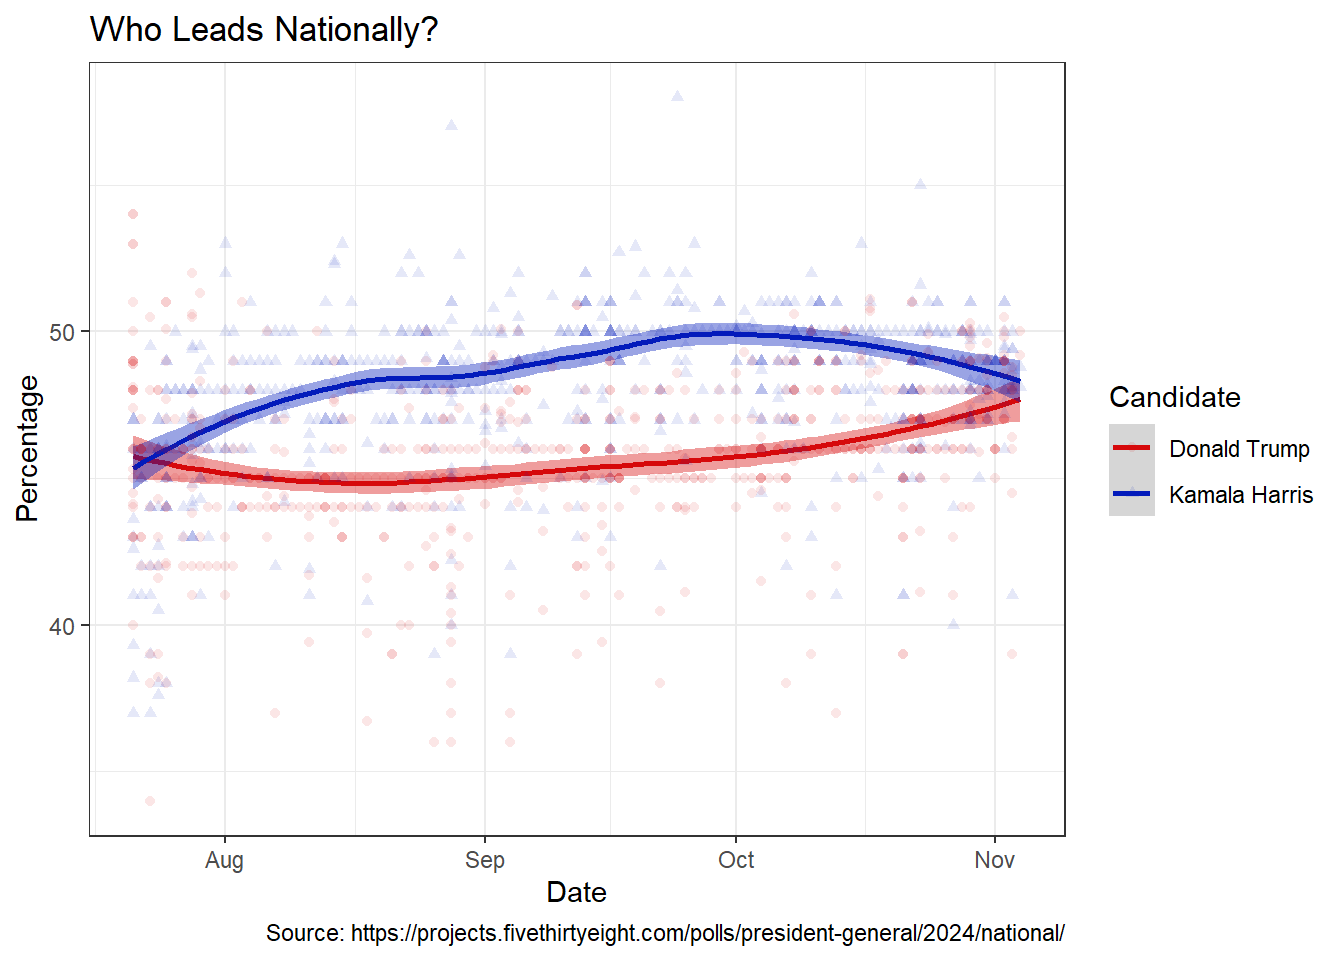 Who Leads Nationally?
50
40
Percentage
Aug
Sep
Oct
Nov
Date
Candidate
Donald Trump
Kamala Harris
Source: https://projects.fivethirtyeight.com/polls/president-general/2024/national/